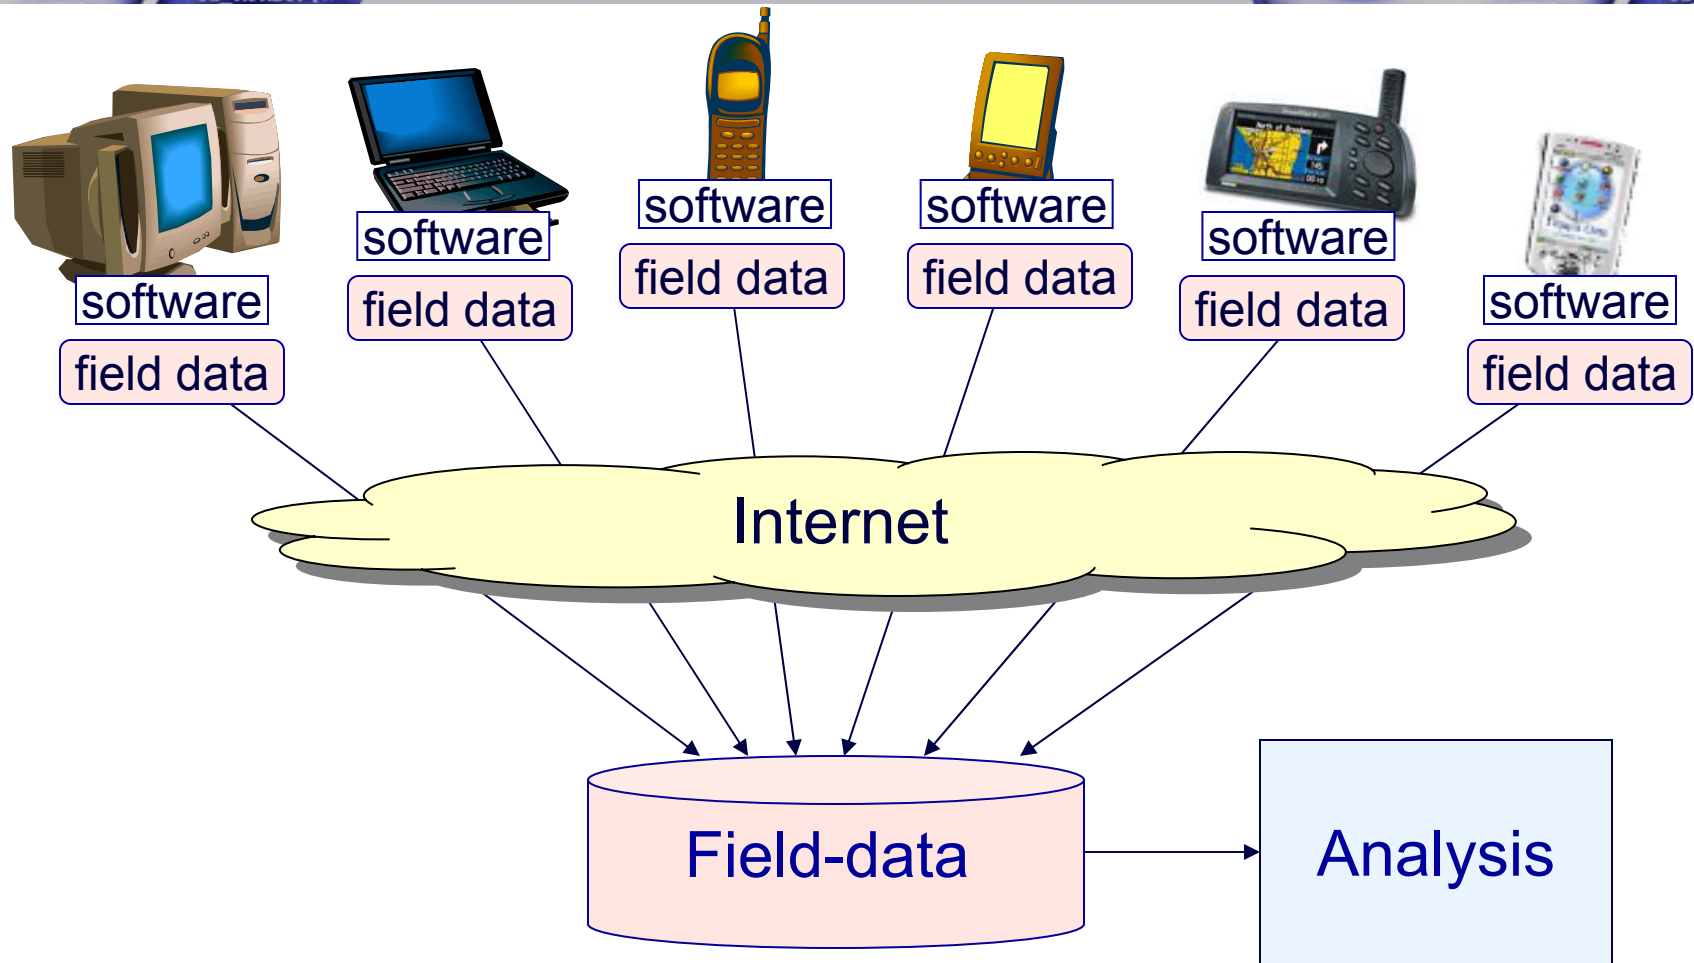 software
field data
software
field data
software
field data
software
field data
software
field data
software
field data
Internet
Field-data
Analysis